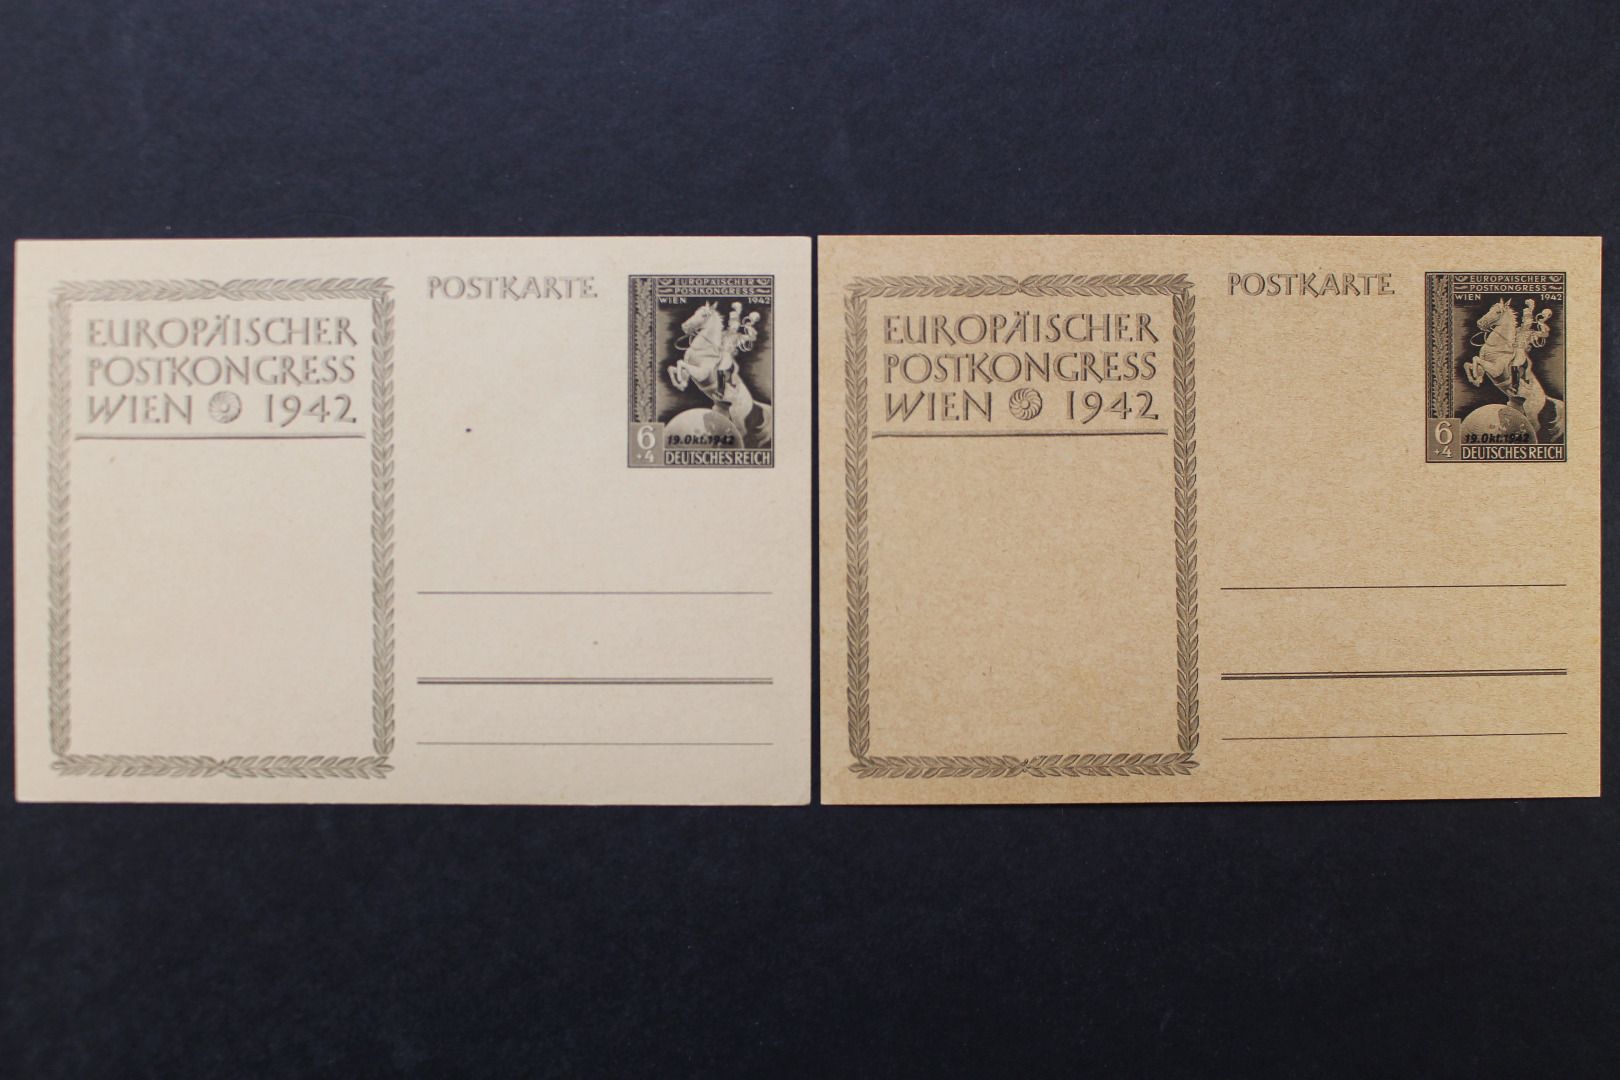 EUROPÄISCHER
POSTKONGRESS
WIEN 1942
POSTKARTE
EUROPÄISCHER
POSTKONGRESS
WIEN 1942
19.Okt.1942
6
+4
DEUTSCHES REICH
EUROPÄISCHER
POSTKONGRESS
WIEN 1942
POSTKARTE
EUROPÄISCHER
POSTKONGRESS
WIEN 1942
19.Okt.1942
6
+4
DEUTSCHES REICH